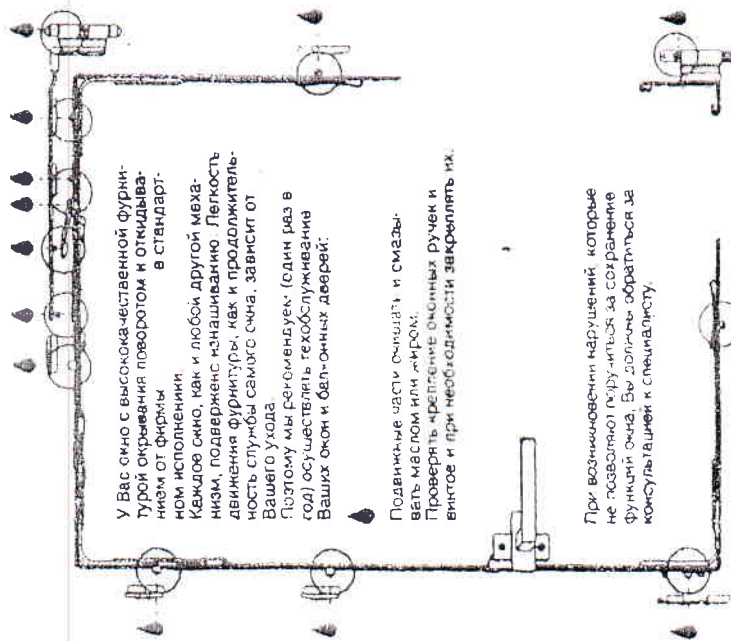 У Вас окно с высококачественной фурни-
турой окрывания поворотом и откидыва-
нием от фирмы в стандарт-
ном исполнении.
Каждое окно, как и любой другой меха-
низм, подвержено изнашиванию. Легкость
движения фурнитуры, как и продолжитель-
ность службы самого окна, зависит от
Вашего ухода.
Поэтому мы рекомендуем (один раз в
год) осуществлять техобслуживание
Ваших окон и балконных дверей:
Подвижные части очищать и смазы-
вать маслом или жиром.
Проверять крепление оконных ручек и
винтов и при необходимости закреплять их.
При возникновении нарушений, которые
не позволяют поручиться за сохранение
функций окна, Вы должны обратиться за
консультацией к специалисту.